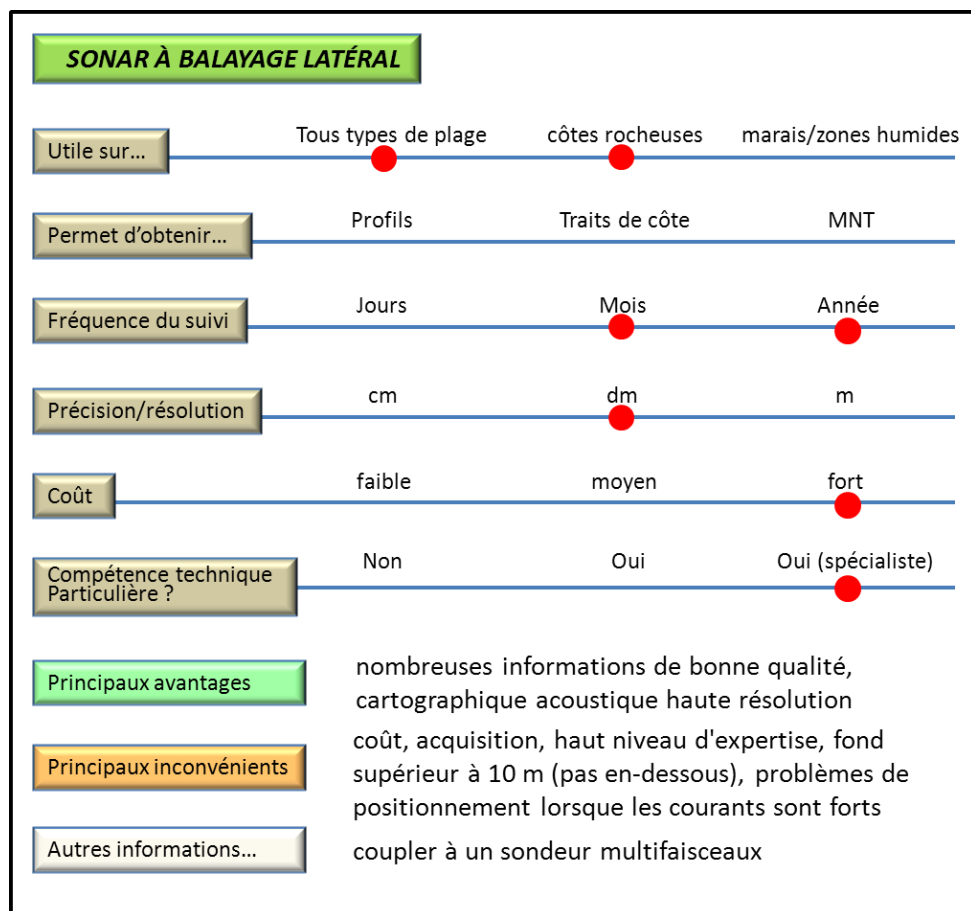 SONAR À BALAYAGE LATÉRAL
Utile sur…
Tous types de plage
côtes rocheuses
marais/zones humides
Permet d’obtenir…
Profils
Traits de côte
MNT
Fréquence du suivi
Jours
Mois
Année
Précision/résolution
cm
dm
m
Coût
faible
moyen
fort
Compétence technique
Particulière ?
Non
Oui
Oui (spécialiste)
Principaux avantages
nombreuses informations de bonne qualité,
cartographique acoustique haute résolution
Principaux inconvénients
coût, acquisition, haut niveau d'expertise, fond
supérieur à 10 m (pas en-dessous), problèmes de
positionnement lorsque les courants sont forts
Autres informations…
coupler à un sondeur multifaisceaux